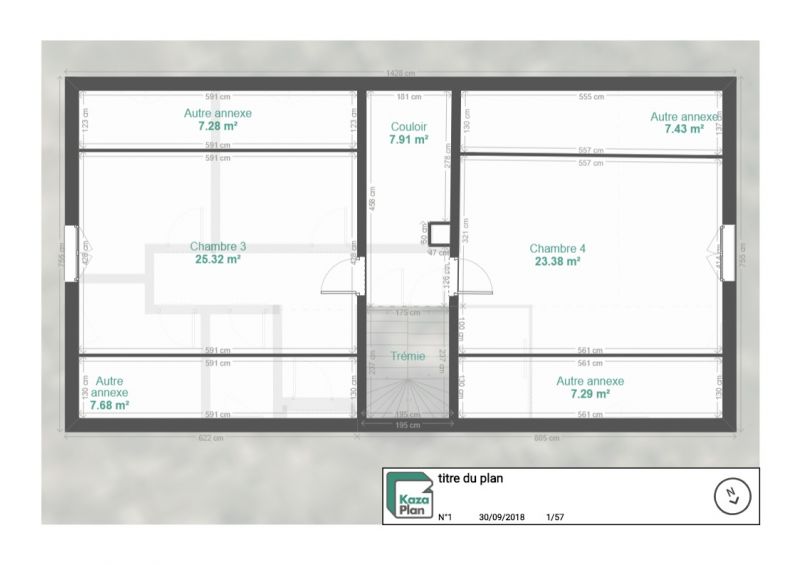 1428 cm
591 cm
181 cm
555 cm
Autre annexe
7.28 m²
123 cm
123 cm
Couloir
7.91 m²
130 cm
Autre annexe
7.43 m²
137 cm
591 cm
557 cm
591 cm
557 cm
278 cm
458 cm
755 cm
428 cm
Chambre 3
25.32 m²
428 cm
50 cm
47 cm
321 cm
Chambre 4
23.38 m²
414 cm
755 cm
126 cm
175 cm
100 cm
591 cm
561 cm
Trémie
237 cm
237 cm
591 cm
561 cm
Autre
annexe
7.68 m²
130 cm
130 cm
130 cm
Autre annexe
7.29 m²
130 cm
591 cm
195 cm
561 cm
195 cm
622 cm
805 cm
Kaza
Plan
titre du plan
N°1 30/09/2018 1/57
N